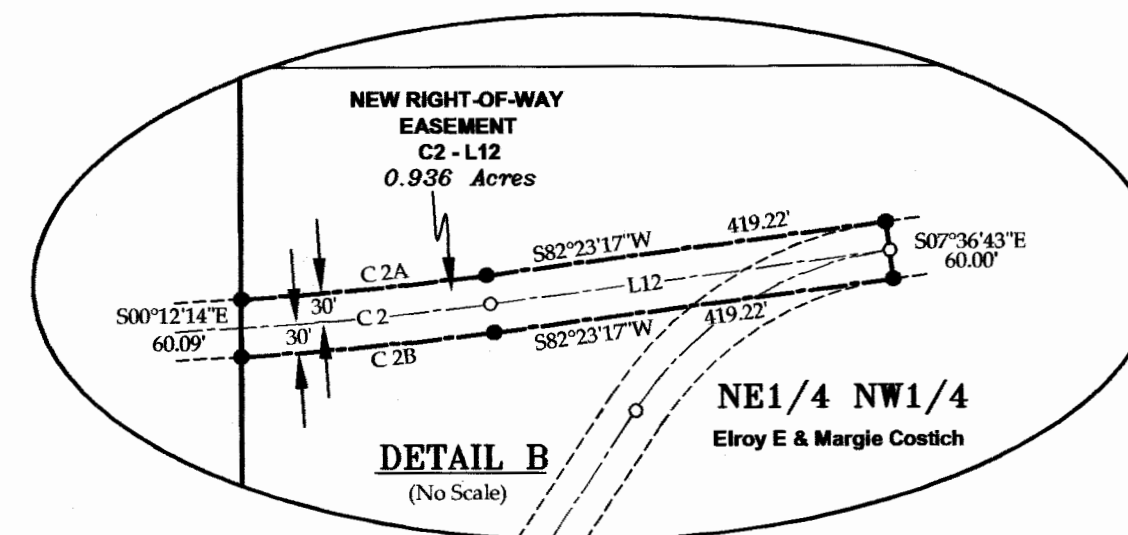 NEW RIGHT-OF-WAY
EASEMENT
C2 - L12
0.936 Acres
S82°23'17"W
419.22'
S07°36'43"E
60.00'
C 2A
S00°12'14"E
60.09'
30'
C 2
L12
30'
C 2B
S82°23'17"W
419.22'
NE1/4 NW1/4
Elroy E & Margie Costich
DETAIL B
(No Scale)